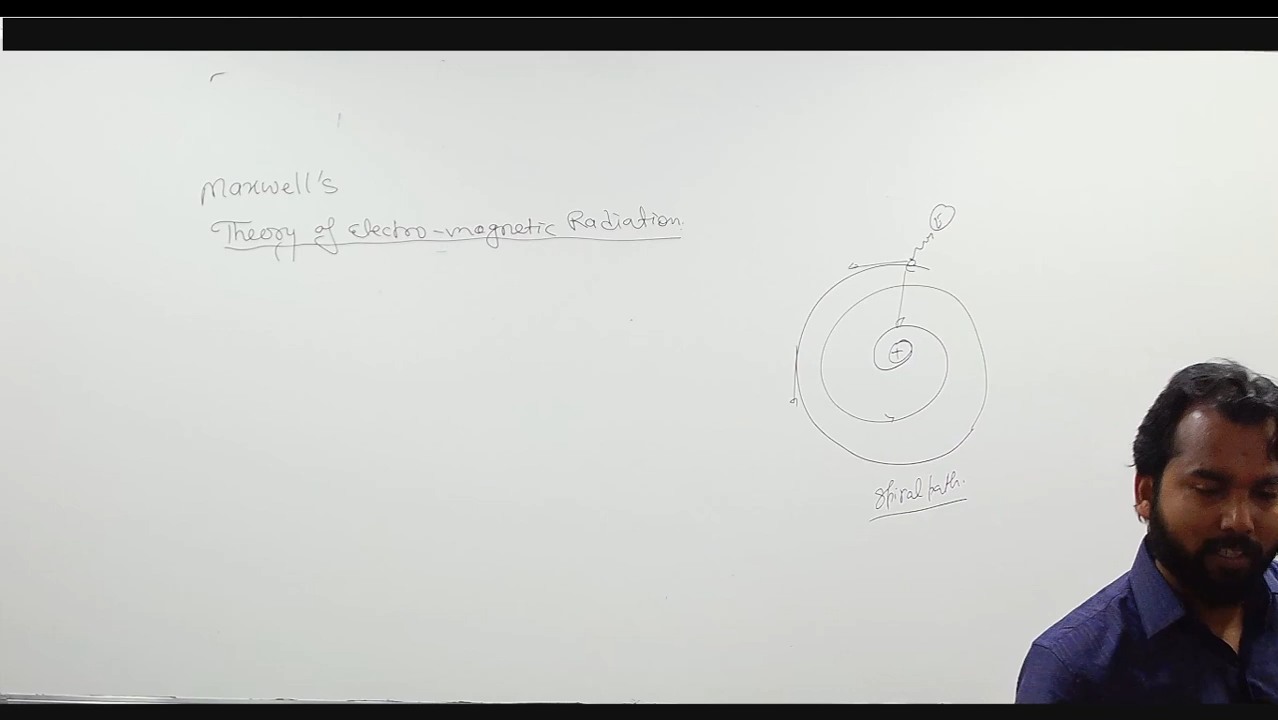 Maxwell's
Theory of Electro-magnetic Radiation.
E
e
+
Spiral path.